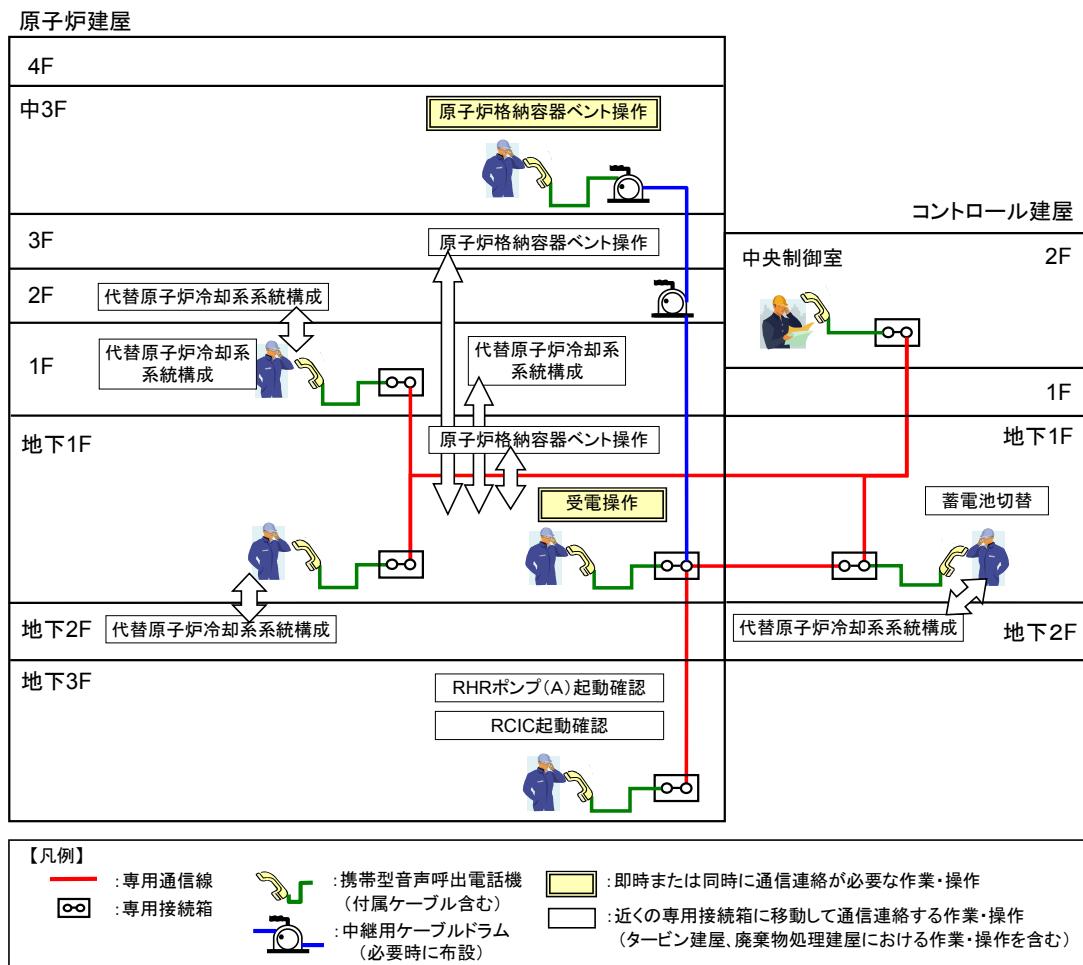 原子炉建屋
4F
中3F
原子炉格納容器ベント操作
コントロール建屋
3F
原子炉格納容器ベント操作
中央制御室
2F
2F
代替原子炉冷却系系統構成
1F
代替原子炉冷却系
系統構成
代替原子炉冷却系
系統構成
1F
地下1F
原子炉格納容器ベント操作
地下1F
受電操作
蓄電池切替
地下2F
代替原子炉冷却系系統構成
代替原子炉冷却系系統構成
地下2F
地下3F
RHRポンプ(A)起動確認
RCIC起動確認
【凡例】
:専用通信線
:専用接続箱
:携帯型音声呼出電話機
(付属ケーブル含む)
:中継用ケーブルドラム
(必要時に布設)
:即時または同時に通信連絡が必要な作業・操作
:近くの専用接続箱に移動して通信連絡する作業・操作
(タービン建屋、廃棄物処理建屋における作業・操作を含む)